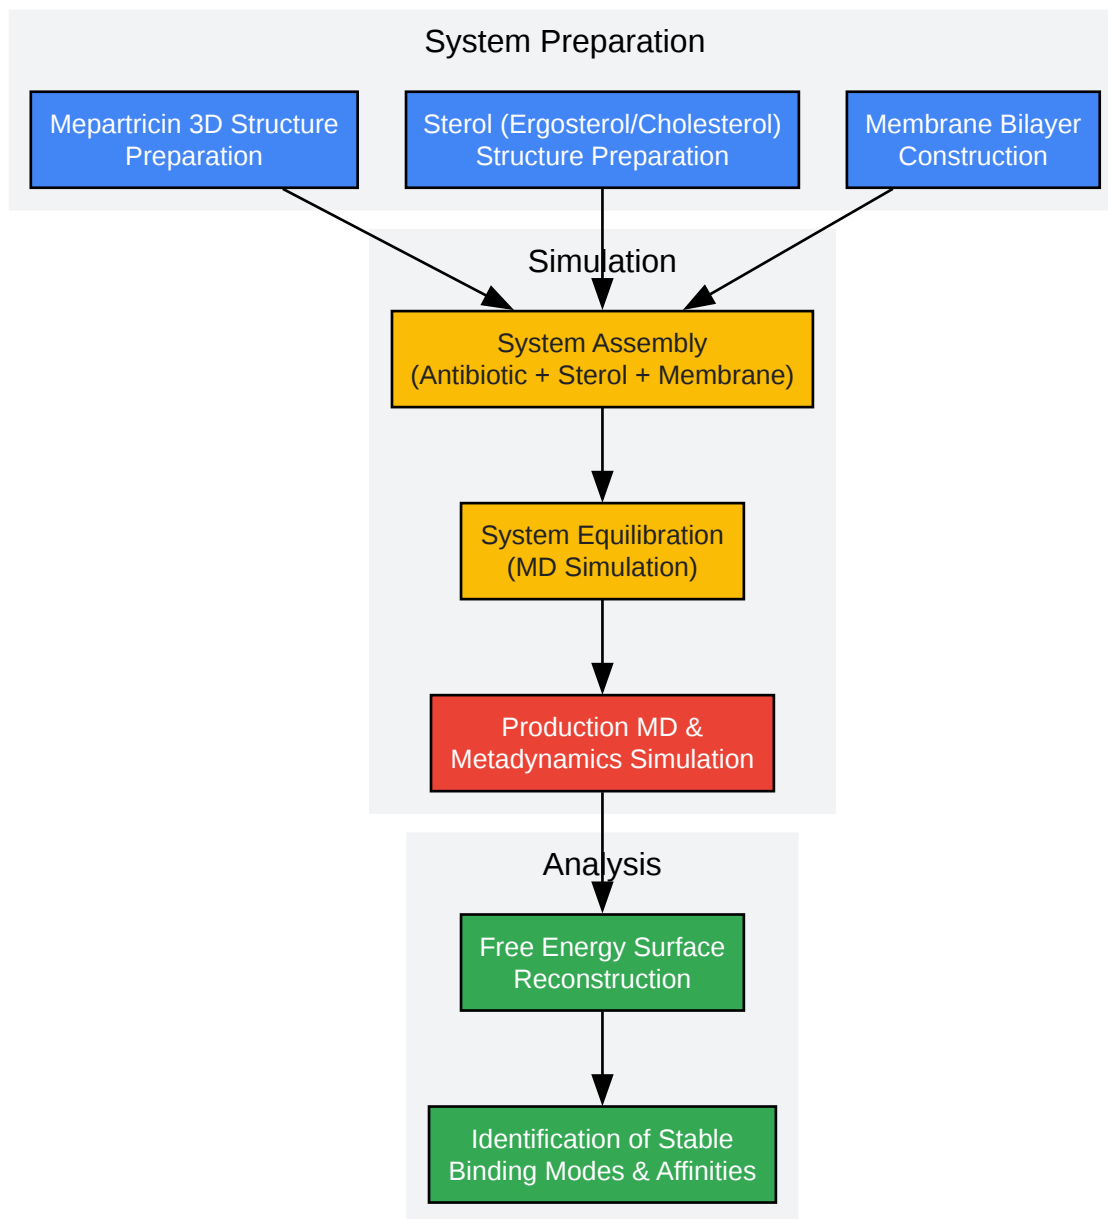 System Preparation
Mepartricin 3D Structure
Preparation
Sterol (Ergosterol/Cholesterol)
Structure Preparation
Membrane Bilayer
Construction
Simulation
System Assembly
(Antibiotic + Sterol + Membrane)
System Equilibration
(MD Simulation)
Production MD &
Metadynamics Simulation
Analysis
Free Energy Surface
Reconstruction
Identification of Stable
Binding Modes & Affinities